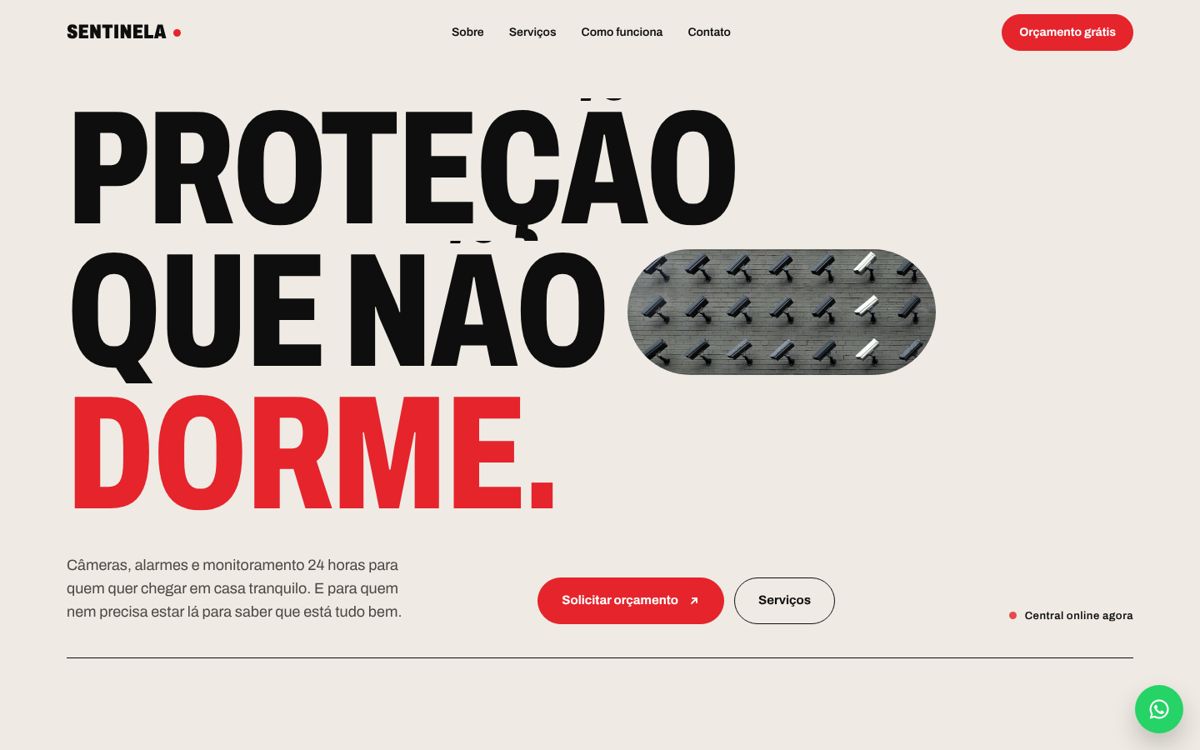 SENTINELA
Sobre Serviços Como funciona Contato
Orçamento grátis
PROTEÇÃO
QUE NÃO
DORME.
Câmeras, alarmes e monitoramento 24 horas para
quem quer chegar em casa tranquilo. E para quem
nem precisa estar lá para saber que está tudo bem.
Solicitar orçamento
Serviços
Central online agora